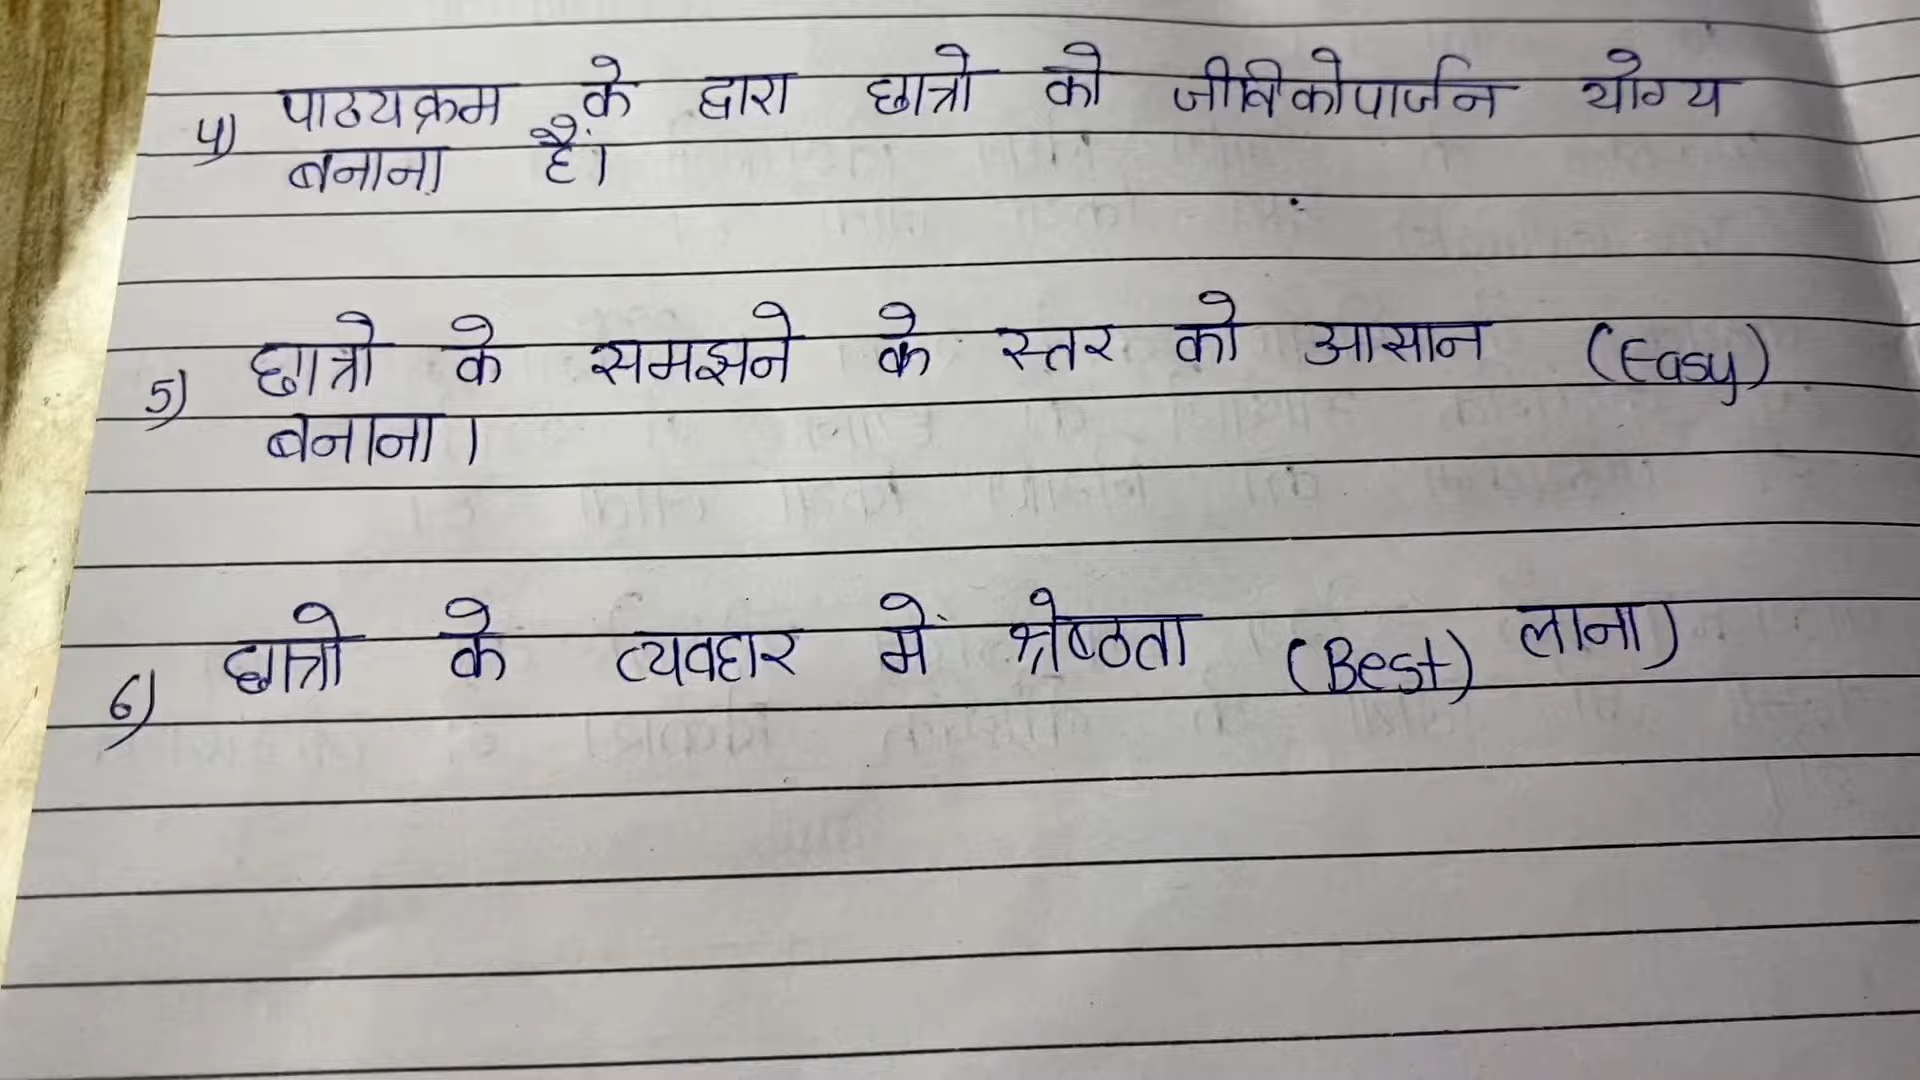 4) पाठ्यक्रम के द्वारा छात्रो को जीविकोपार्जन योग्य
बनाना हैं।
5) छात्रो के समझने के स्तर को आसान (Easy)
बनाना।
6) छात्रो के व्यवहार में श्रेष्ठता (Best) लाना।